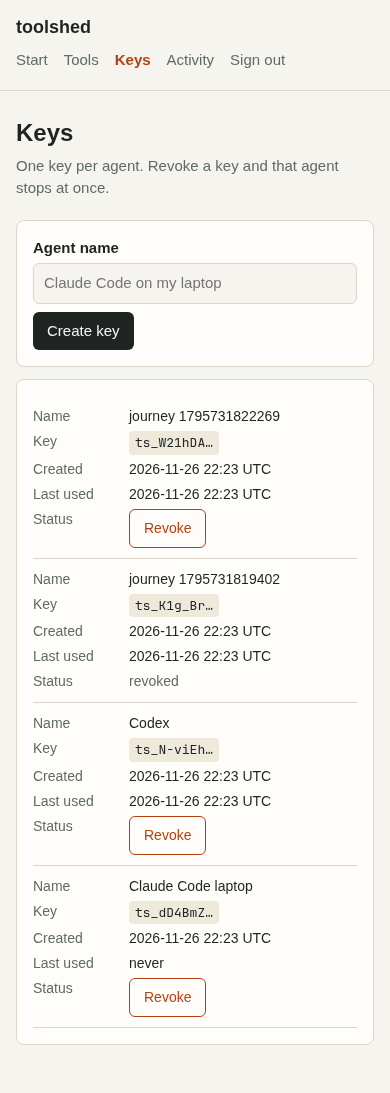 toolshed
Start Tools Keys Activity Sign out
Keys
One key per agent. Revoke a key and that agent
stops at once.
Agent name
Claude Code on my laptop
Create key
Name journey 1795731822269
Key ts_W21hDA…
Created 2026-11-26 22:23 UTC
Last used 2026-11-26 22:23 UTC
Status Revoke
Name journey 1795731819402
Key ts_K1g_Br…
Created 2026-11-26 22:23 UTC
Last used 2026-11-26 22:23 UTC
Status revoked
Name Codex
Key ts_N-viEh…
Created 2026-11-26 22:23 UTC
Last used 2026-11-26 22:23 UTC
Status Revoke
Name Claude Code laptop
Key ts_dD4BmZ…
Created 2026-11-26 22:23 UTC
Last used never
Status Revoke